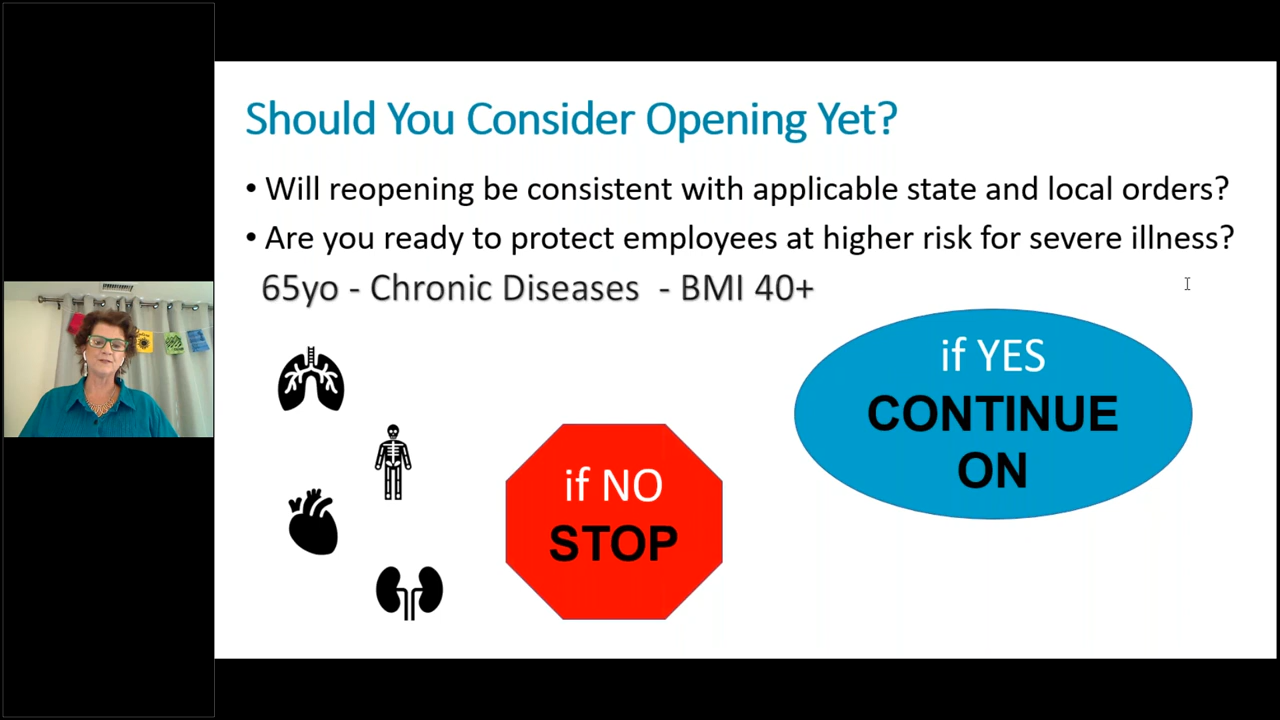 Should You Consider Opening Yet?
• Will reopening be consistent with applicable state and local orders?
• Are you ready to protect employees at higher risk for severe illness?
65yo - Chronic Diseases - BMI 40+
if YES
CONTINUE
ON
if NO
STOP